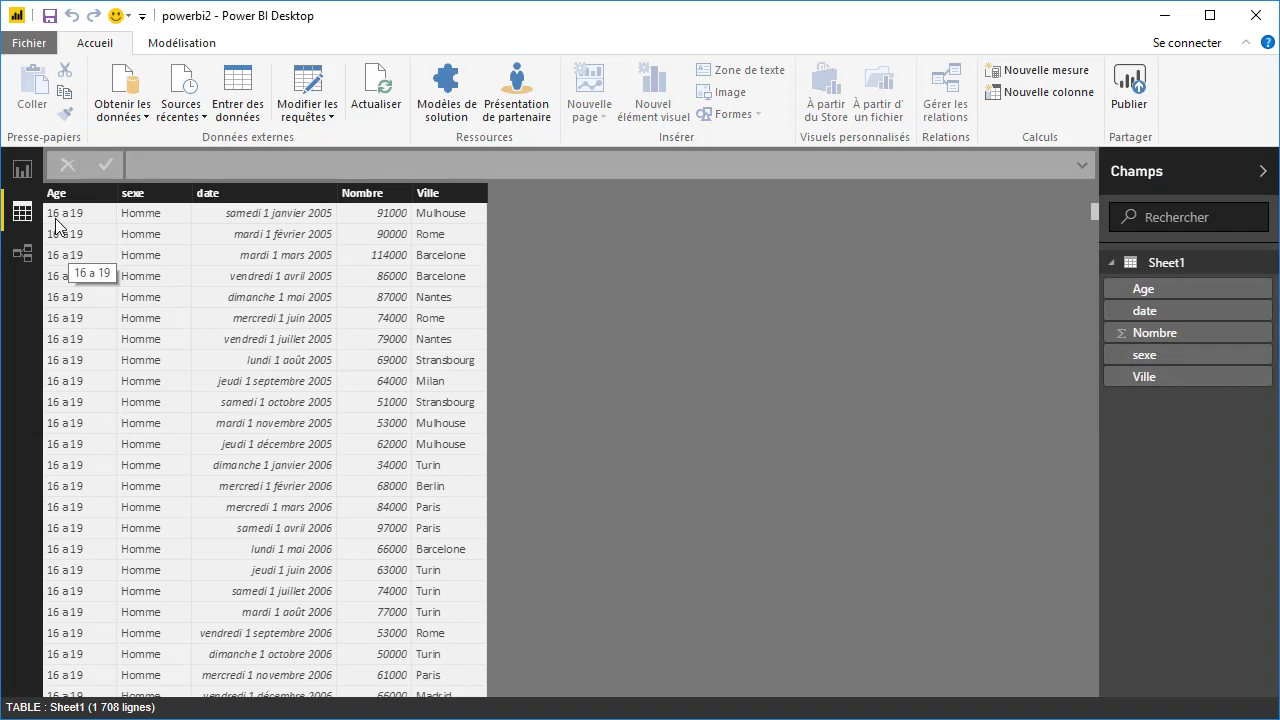 powerbi2 - Power BI Desktop
Fichier Accueil Modélisation Se connecter
Coller
Obtenir les données
Sources récentes
Entrer des données
Modifier les requêtes
Actualiser
Modèles de solution
Présentation de partenaire
Nouvelle page
Nouvel élément visuel
Zone de texte
Image
Formes
À partir du Store
À partir d' un fichier
Gérer les relations
Nouvelle mesure
Nouvelle colonne
Publier
Presse-papiers Données externes Ressources Insérer Visuels personnalisés Relations Calculs Partager
Age sexe date Nombre Ville
16 a 19 Homme samedi 1 janvier 2005 91000 Mulhouse
16 a 19 Homme mardi 1 février 2005 90000 Rome
16 a 19 Homme mardi 1 mars 2005 114000 Barcelone
16 a Homme vendredi 1 avril 2005 86000 Barcelone
16 a 19
16 a 19 Homme dimanche 1 mai 2005 87000 Nantes
16 a 19 Homme mercredi 1 juin 2005 74000 Rome
16 a 19 Homme vendredi 1 juillet 2005 79000 Nantes
16 a 19 Homme lundi 1 août 2005 69000 Stransbourg
16 a 19 Homme jeudi 1 septembre 2005 64000 Milan
16 a 19 Homme samedi 1 octobre 2005 51000 Stransbourg
16 a 19 Homme mardi 1 novembre 2005 53000 Mulhouse
16 a 19 Homme jeudi 1 décembre 2005 62000 Mulhouse
16 a 19 Homme dimanche 1 janvier 2006 34000 Turin
16 a 19 Homme mercredi 1 février 2006 68000 Berlin
16 a 19 Homme mercredi 1 mars 2006 84000 Paris
16 a 19 Homme samedi 1 avril 2006 97000 Paris
16 a 19 Homme lundi 1 mai 2006 66000 Barcelone
16 a 19 Homme jeudi 1 juin 2006 63000 Turin
16 a 19 Homme samedi 1 juillet 2006 74000 Turin
16 a 19 Homme mardi 1 août 2006 77000 Turin
16 a 19 Homme vendredi 1 septembre 2006 53000 Rome
16 a 19 Homme dimanche 1 octobre 2006 50000 Turin
16 a 19 Homme mercredi 1 novembre 2006 61000 Paris
16 a 19 Homme vendredi 1 décembre 2006 66000 Madrid
Champs
Rechercher
Sheet1
Age
date
Σ Nombre
sexe
Ville
TABLE : Sheet1 (1 708 lignes)